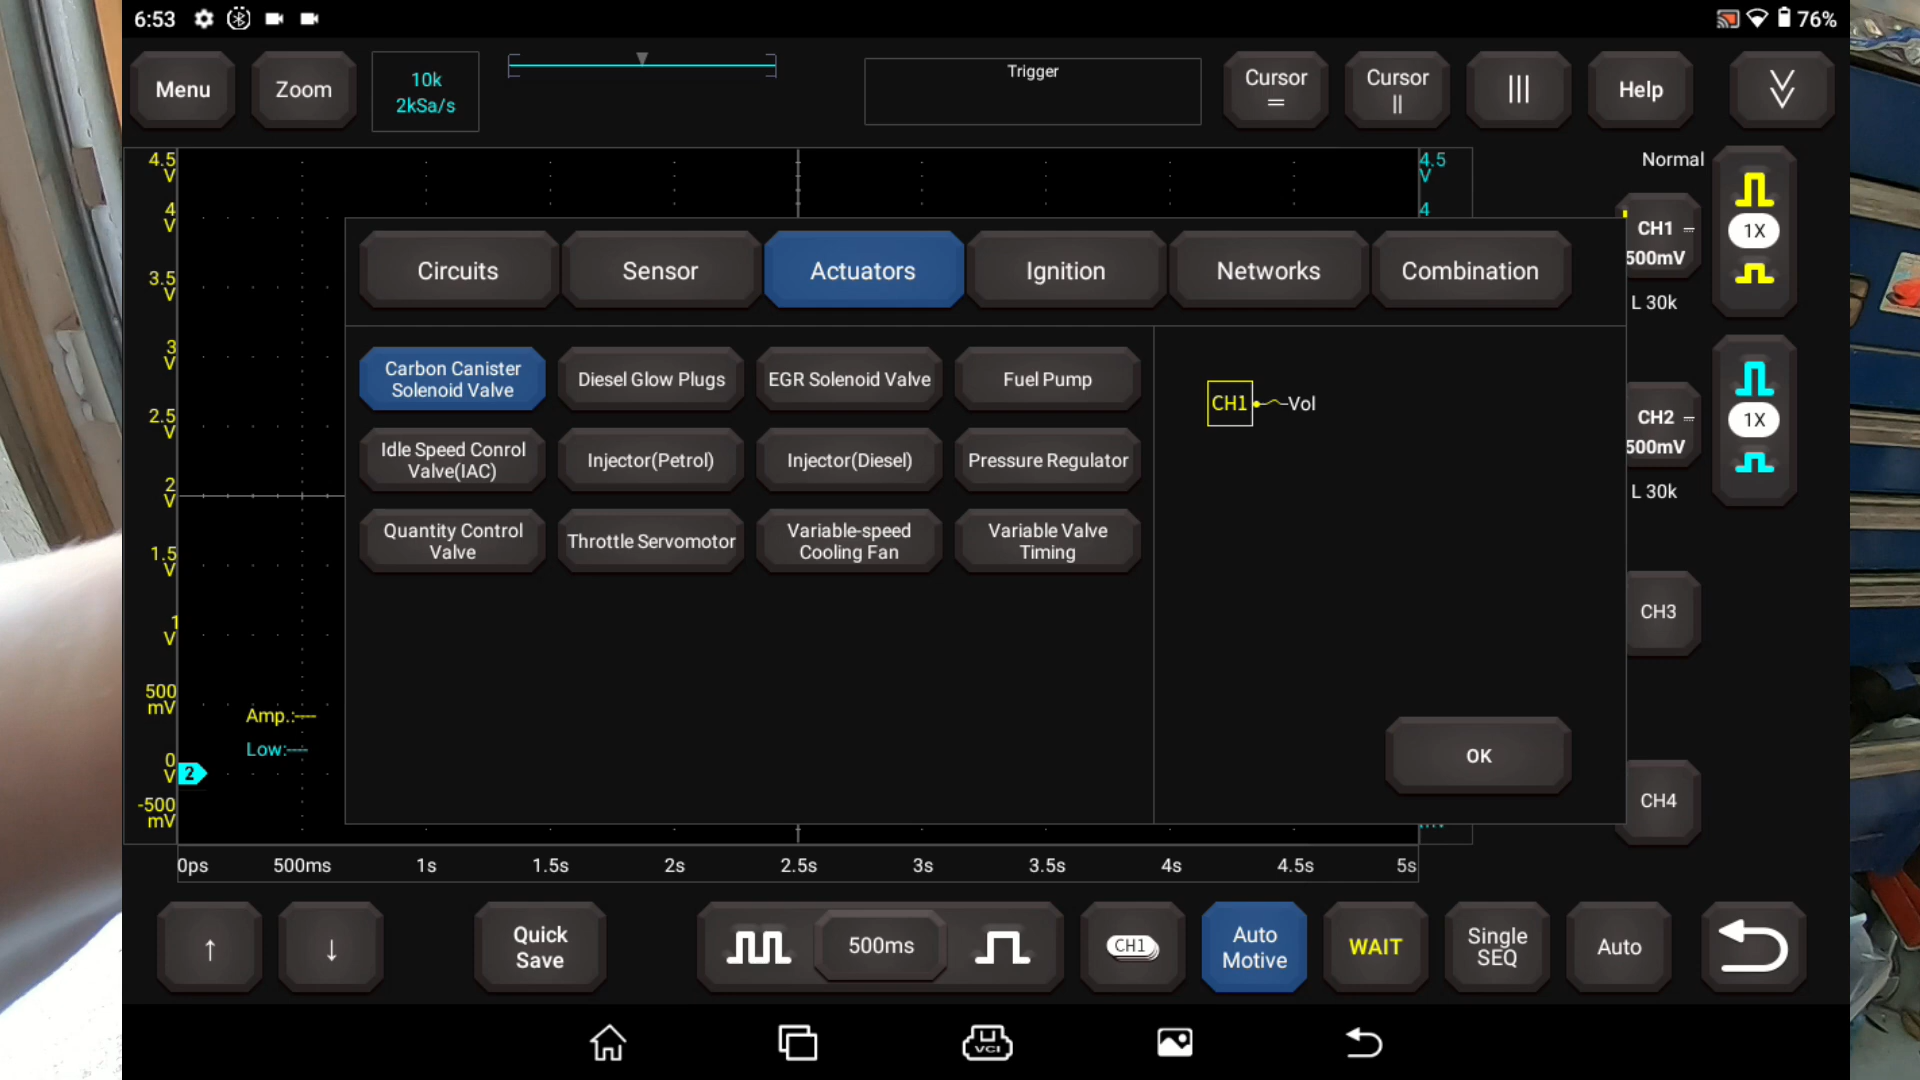 6:53
76%
Menu
Zoom
10k
2kSa/s
Trigger
Cursor
=
Cursor
||
|||
Help
4.5
V
4
V
3.5
V
3
V
2.5
V
2
V
1.5
V
1
V
500
mV
0
V
-500
mV
4.5
V
4
Normal
CH1
500mV
L 30k
1X
CH2
500mV
L 30k
1X
CH3
CH4
Circuits
Sensor
Actuators
Ignition
Networks
Combination
Carbon Canister
Solenoid Valve
Diesel Glow Plugs
EGR Solenoid Valve
Fuel Pump
Idle Speed Conrol
Valve(IAC)
Injector(Petrol)
Injector(Diesel)
Pressure Regulator
Quantity Control
Valve
Throttle Servomotor
Variable-speed
Cooling Fan
Variable Valve
Timing
CH1
Vol
OK
Amp.:----
Low:----
2
0ps
500ms
1s
1.5s
2s
2.5s
3s
3.5s
4s
4.5s
5s
↑
↓
Quick
Save
500ms
CH1
Auto
Motive
WAIT
Single
SEQ
Auto
VCI